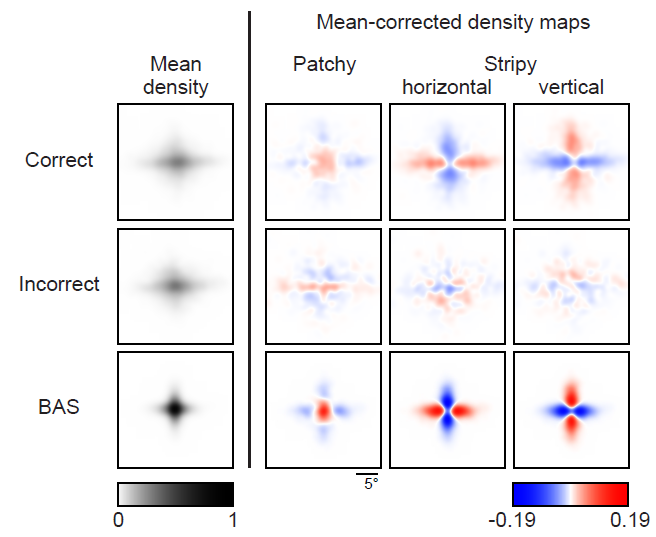 Mean-corrected density maps
Mean
density
Patchy
Stripy
horizontal
vertical
Correct
Incorrect
BAS
5°
0
1
-0.19
0.19